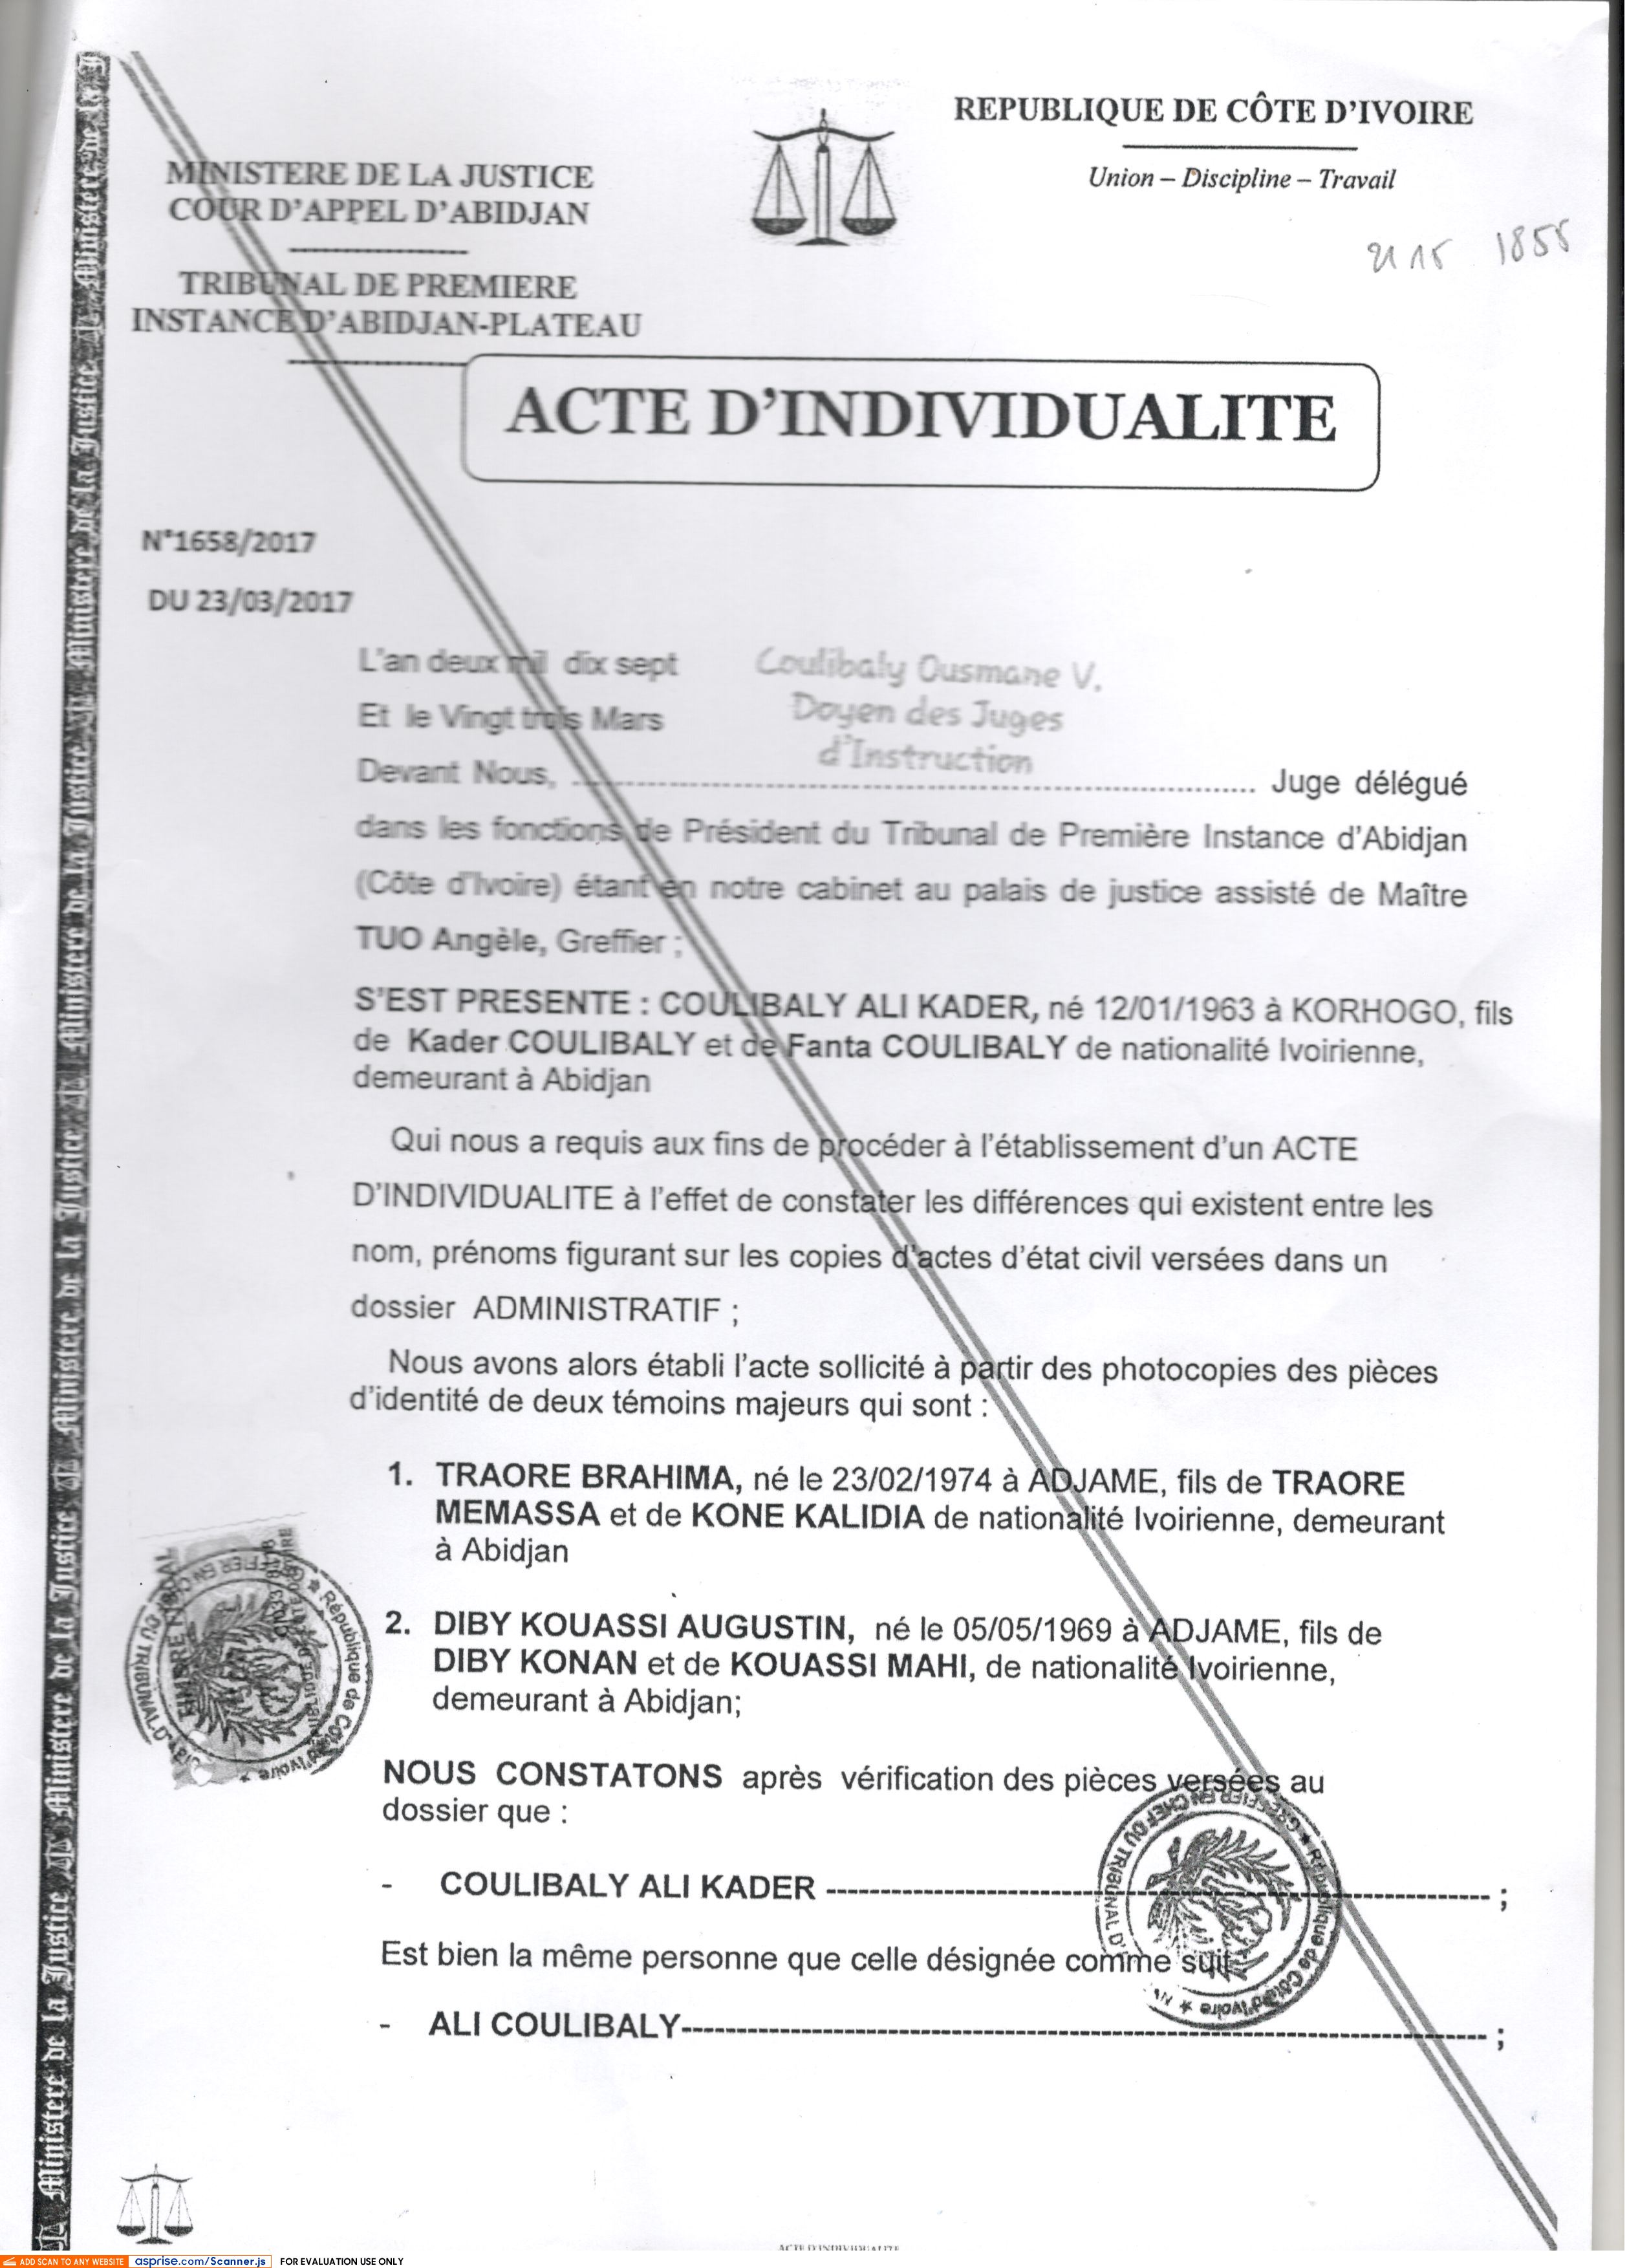 REPUBLIQUE DE CÔTE D'IVOIRE
Union – Discipline – Travail
MINISTERE DE LA JUSTICE
COUR D'APPEL D'ABIDJAN
TRIBUNAL DE PREMIERE
INSTANCE D'ABIDJAN-PLATEAU
1855
ACTE D'INDIVIDUALITE
N°1658/2017
DU 23/03/2017
L'an deux mil dix sept
Et le Vingt trois Mars
Coulibaly Ousmane V.
Doyen des Juges
d'Instruction
Devant Nous, ........................................ Juge délégué
dans les fonctions de Président du Tribunal de Première Instance d'Abidjan
(Côte d'Ivoire) étant en notre cabinet au palais de justice assisté de Maître
TUO Angèle, Greffier ;
S'EST PRESENTE : COULIBALY ALI KADER, né 12/01/1963 à KORHOGO, fils
de Kader COULIBALY et de Fanta COULIBALY de nationalité Ivoirienne,
demeurant à Abidjan
Qui nous a requis aux fins de procéder à l'établissement d'un ACTE
D'INDIVIDUALITE à l'effet de constater les différences qui existent entre les
nom, prénoms figurant sur les copies d'actes d'état civil versées dans un
dossier ADMINISTRATIF ;
Nous avons alors établi l'acte sollicité à partir des photocopies des pièces
d'identité de deux témoins majeurs qui sont :
1. TRAORE BRAHIMA, né le 23/02/1974 à ADJAME, fils de TRAORE
MEMASSA et de KONE KALIDIA de nationalité Ivoirienne, demeurant
à Abidjan
2. DIBY KOUASSI AUGUSTIN, né le 05/05/1969 à ADJAME, fils de
DIBY KONAN et de KOUASSI MAHI, de nationalité Ivoirienne,
demeurant à Abidjan;
NOUS CONSTATONS après vérification des pièces versées au
dossier que :
- COULIBALY ALI KADER ---------------------------------------- ;
Est bien la même personne que celle désignée comme suit
- ALI COULIBALY---------------------------------------- ;
Ministere de la Justice Ministere de la Justice Ministere de la Justice Ministere de la Justice Ministere de la Justice
République de Côte d'Ivoire
GREFFIER EN CHEF DU TRIBUNAL D'
République de Côte d'Ivoire
ACTE D'INDIVIDUALITE
ADD SCAN TO ANY WEBSITE asprise.com/Scanner.js FOR EVALUATION USE ONLY